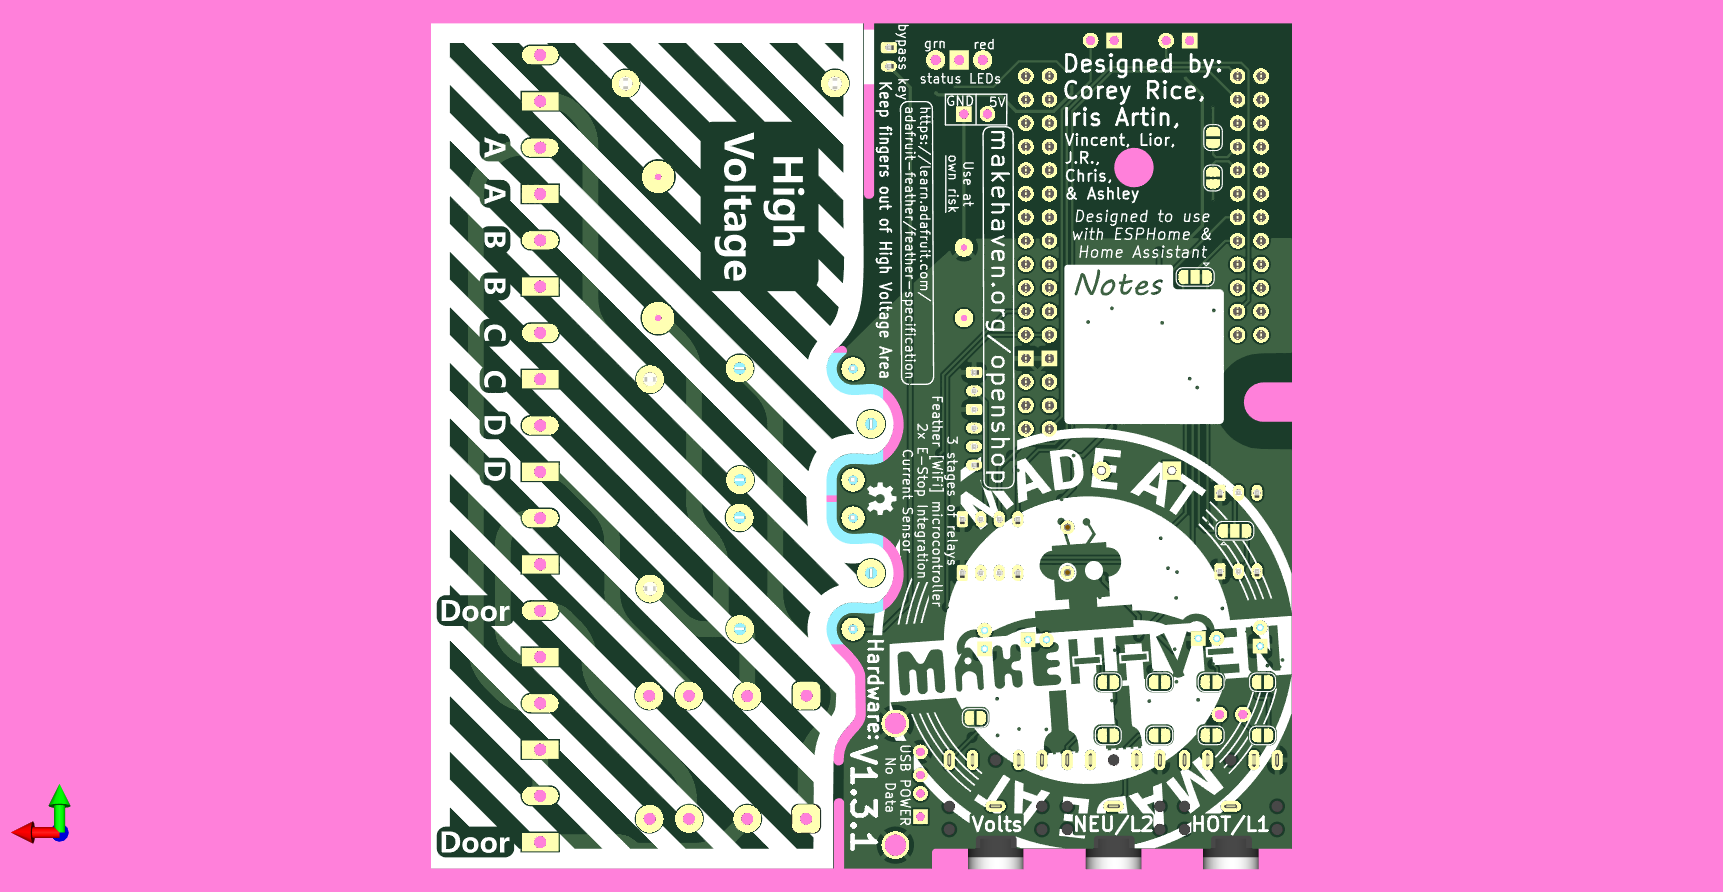 A
A
B
B
C
C
D
D
Door
Door
High
Voltage
bypass key
Keep fingers out of High Voltage Area
grn
red
status LEDs
GND
5V
https://learn.adafruit.com/
adafruit-feather/feather-specification
Use at
own risk
makehaven.org/openshop
Designed by:
Corey Rice,
Iris Artin,
Vincent, Lior,
J.R.,
Chris,
& Ashley
Designed to use
with ESPHome &
Home Assistant
Notes
3 stages of relays
Feather [WiFi] microcontroller
2x E-Stop Integration
Current Sensor
MADE AT
MAKEHAVEN
MADE AT
Hardware: V1.3.1
USB POWER
No Data
Volts
NEU/L2
HOT/L1